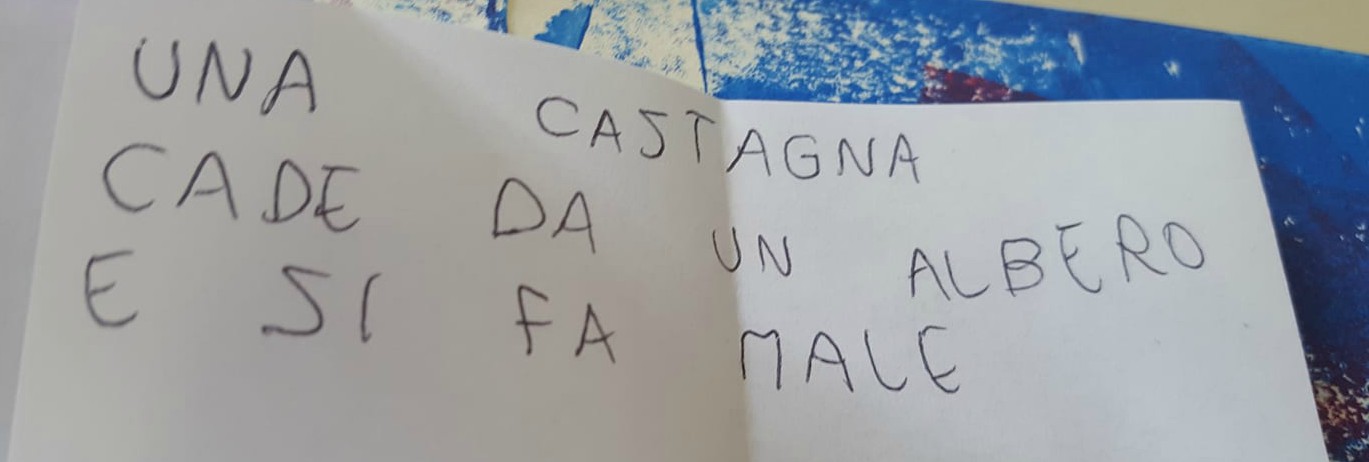 UNA CASTAGNA
CADE DA UN ALBERO
E SI FA MALE